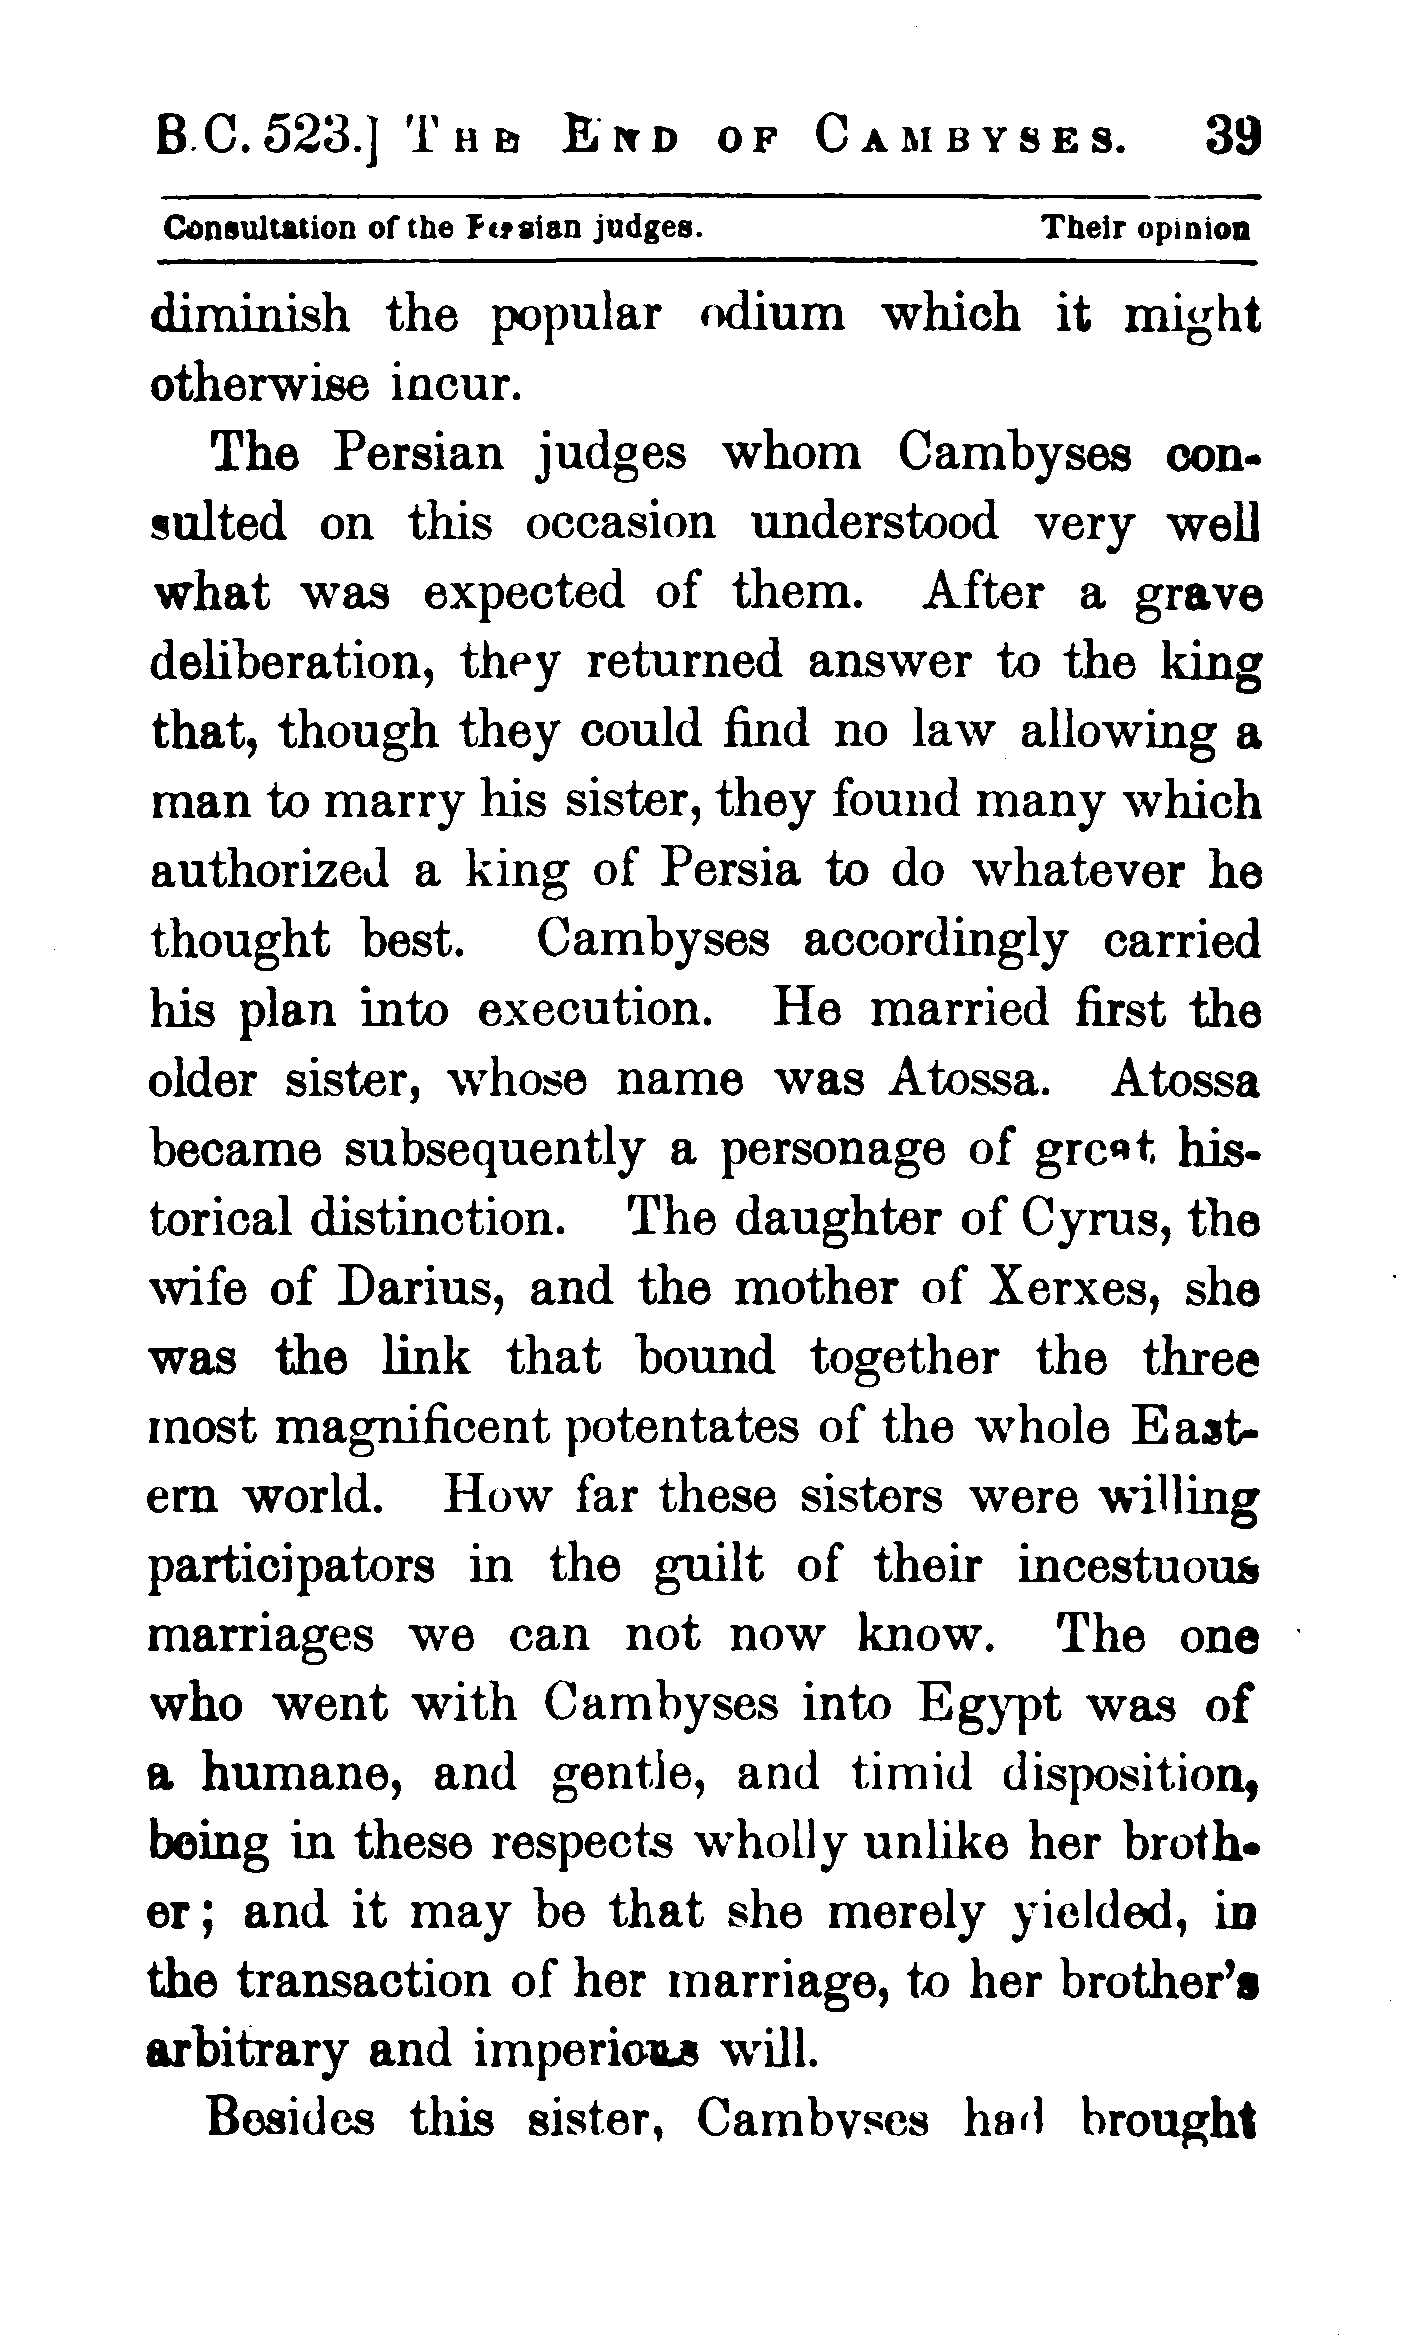 B.C. 523.] THE END OF CAMBYSES. 39
Consultation of the Persian judges. Their opinion
diminish the popular odium which it might
otherwise incur.
The Persian judges whom Cambyses con-
sulted on this occasion understood very well
what was expected of them. After a grave
deliberation, they returned answer to the king
that, though they could find no law allowing a
man to marry his sister, they found many which
authorized a king of Persia to do whatever he
thought best. Cambyses accordingly carried
his plan into execution. He married first the
older sister, whose name was Atossa. Atossa
became subsequently a personage of great his-
torical distinction. The daughter of Cyrus, the
wife of Darius, and the mother of Xerxes, she
was the link that bound together the three
most magnificent potentates of the whole East-
ern world. How far these sisters were willing
participators in the guilt of their incestuous
marriages we can not now know. The one
who went with Cambyses into Egypt was of
a humane, and gentle, and timid disposition,
being in these respects wholly unlike her broth-
er; and it may be that she merely yielded, in
the transaction of her marriage, to her brother's
arbitrary and imperious will.
Besides this sister, Cambyses had brought